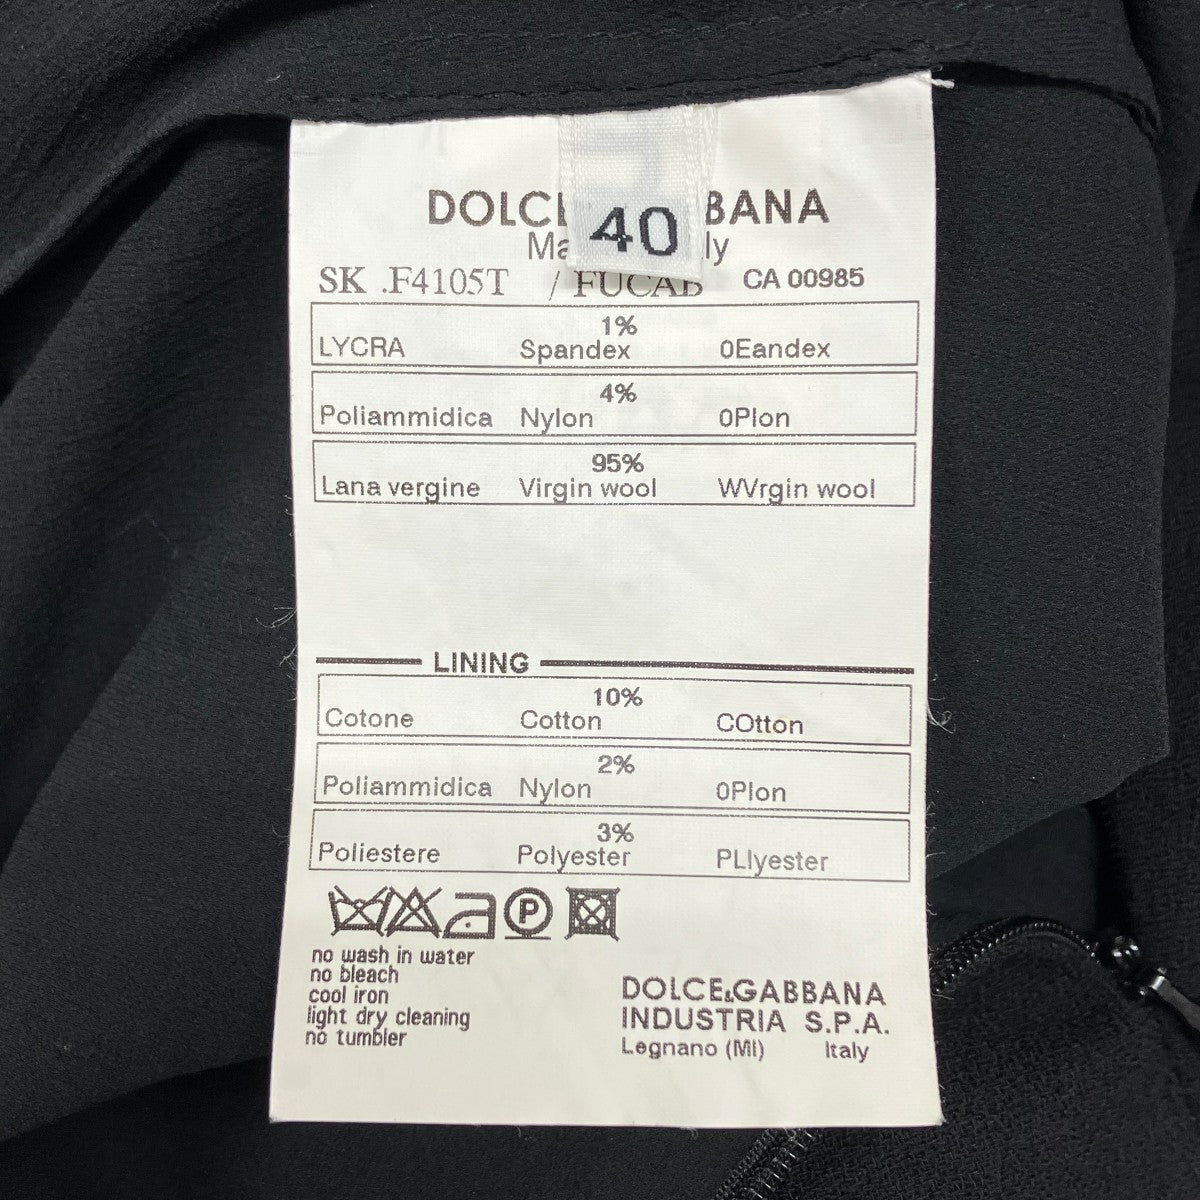 DOLC BANA
40
Ma ly
SK .F4105T / FUCAB CA 00985
1%
LYCRA Spandex 0Eandex
4%
Poliammidica Nylon 0Plon
95%
Lana vergine Virgin wool WVrgin wool
LINING
10%
Cotone Cotton COtton
2%
Poliammidica Nylon 0Plon
3%
Poliestere Polyester PLlyester
P
no wash in water
no bleach
cool iron
light dry cleaning
no tumbler
DOLCE&GABBANA
INDUSTRIA S.P.A.
Legnano (MI) Italy